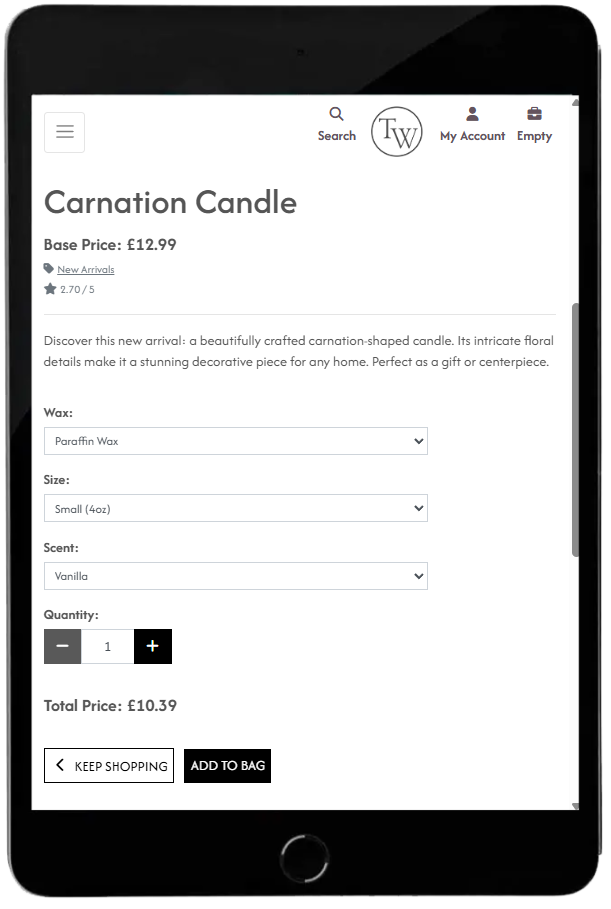 Search
TW
My Account
Empty
Carnation Candle
Base Price: £12.99
New Arrivals
2.70 / 5
Discover this new arrival: a beautifully crafted carnation-shaped candle. Its intricate floral
details make it a stunning decorative piece for any home. Perfect as a gift or centerpiece.
Wax:
Paraffin Wax
Size:
Small (4oz)
Scent:
Vanilla
Quantity:
− 1 +
Total Price: £10.39
KEEP SHOPPING ADD TO BAG